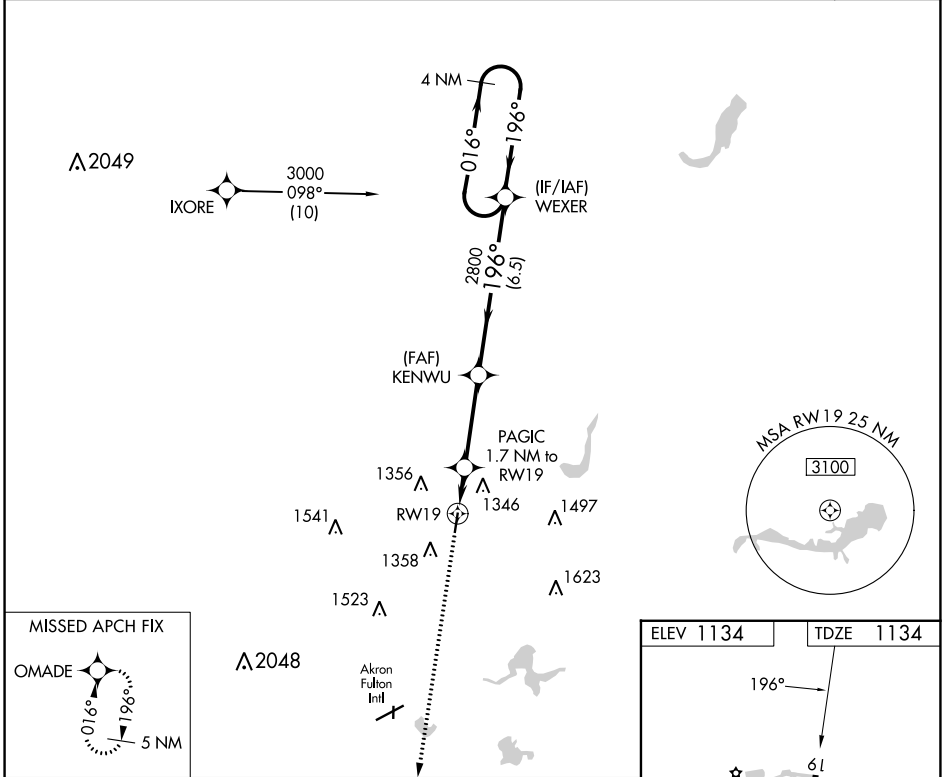 4 NM
016°
196°
2049
3000
098°
(10)
IXORE
(IF/IAF)
WEXER
2800
196°
(6.5)
(FAF)
KENWU
PAGIC
1.7 NM to
RW19
1356
1346
RW19
1497
1541
1358
1623
1523
2048
Akron
Fulton
Intl
MSA RW19 25 NM
3100
MISSED APCH FIX
OMADE
016°
196°
5 NM
ELEV 1134
TDZE 1134
196°
19